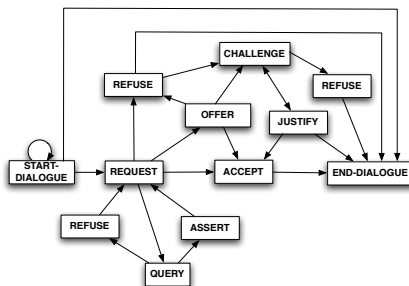 CHALLENGE
REFUSE
REFUSE
OFFER
JUSTIFY
START-
DIALOGUE
REQUEST
ACCEPT
END-DIALOGUE
REFUSE
ASSERT
QUERY